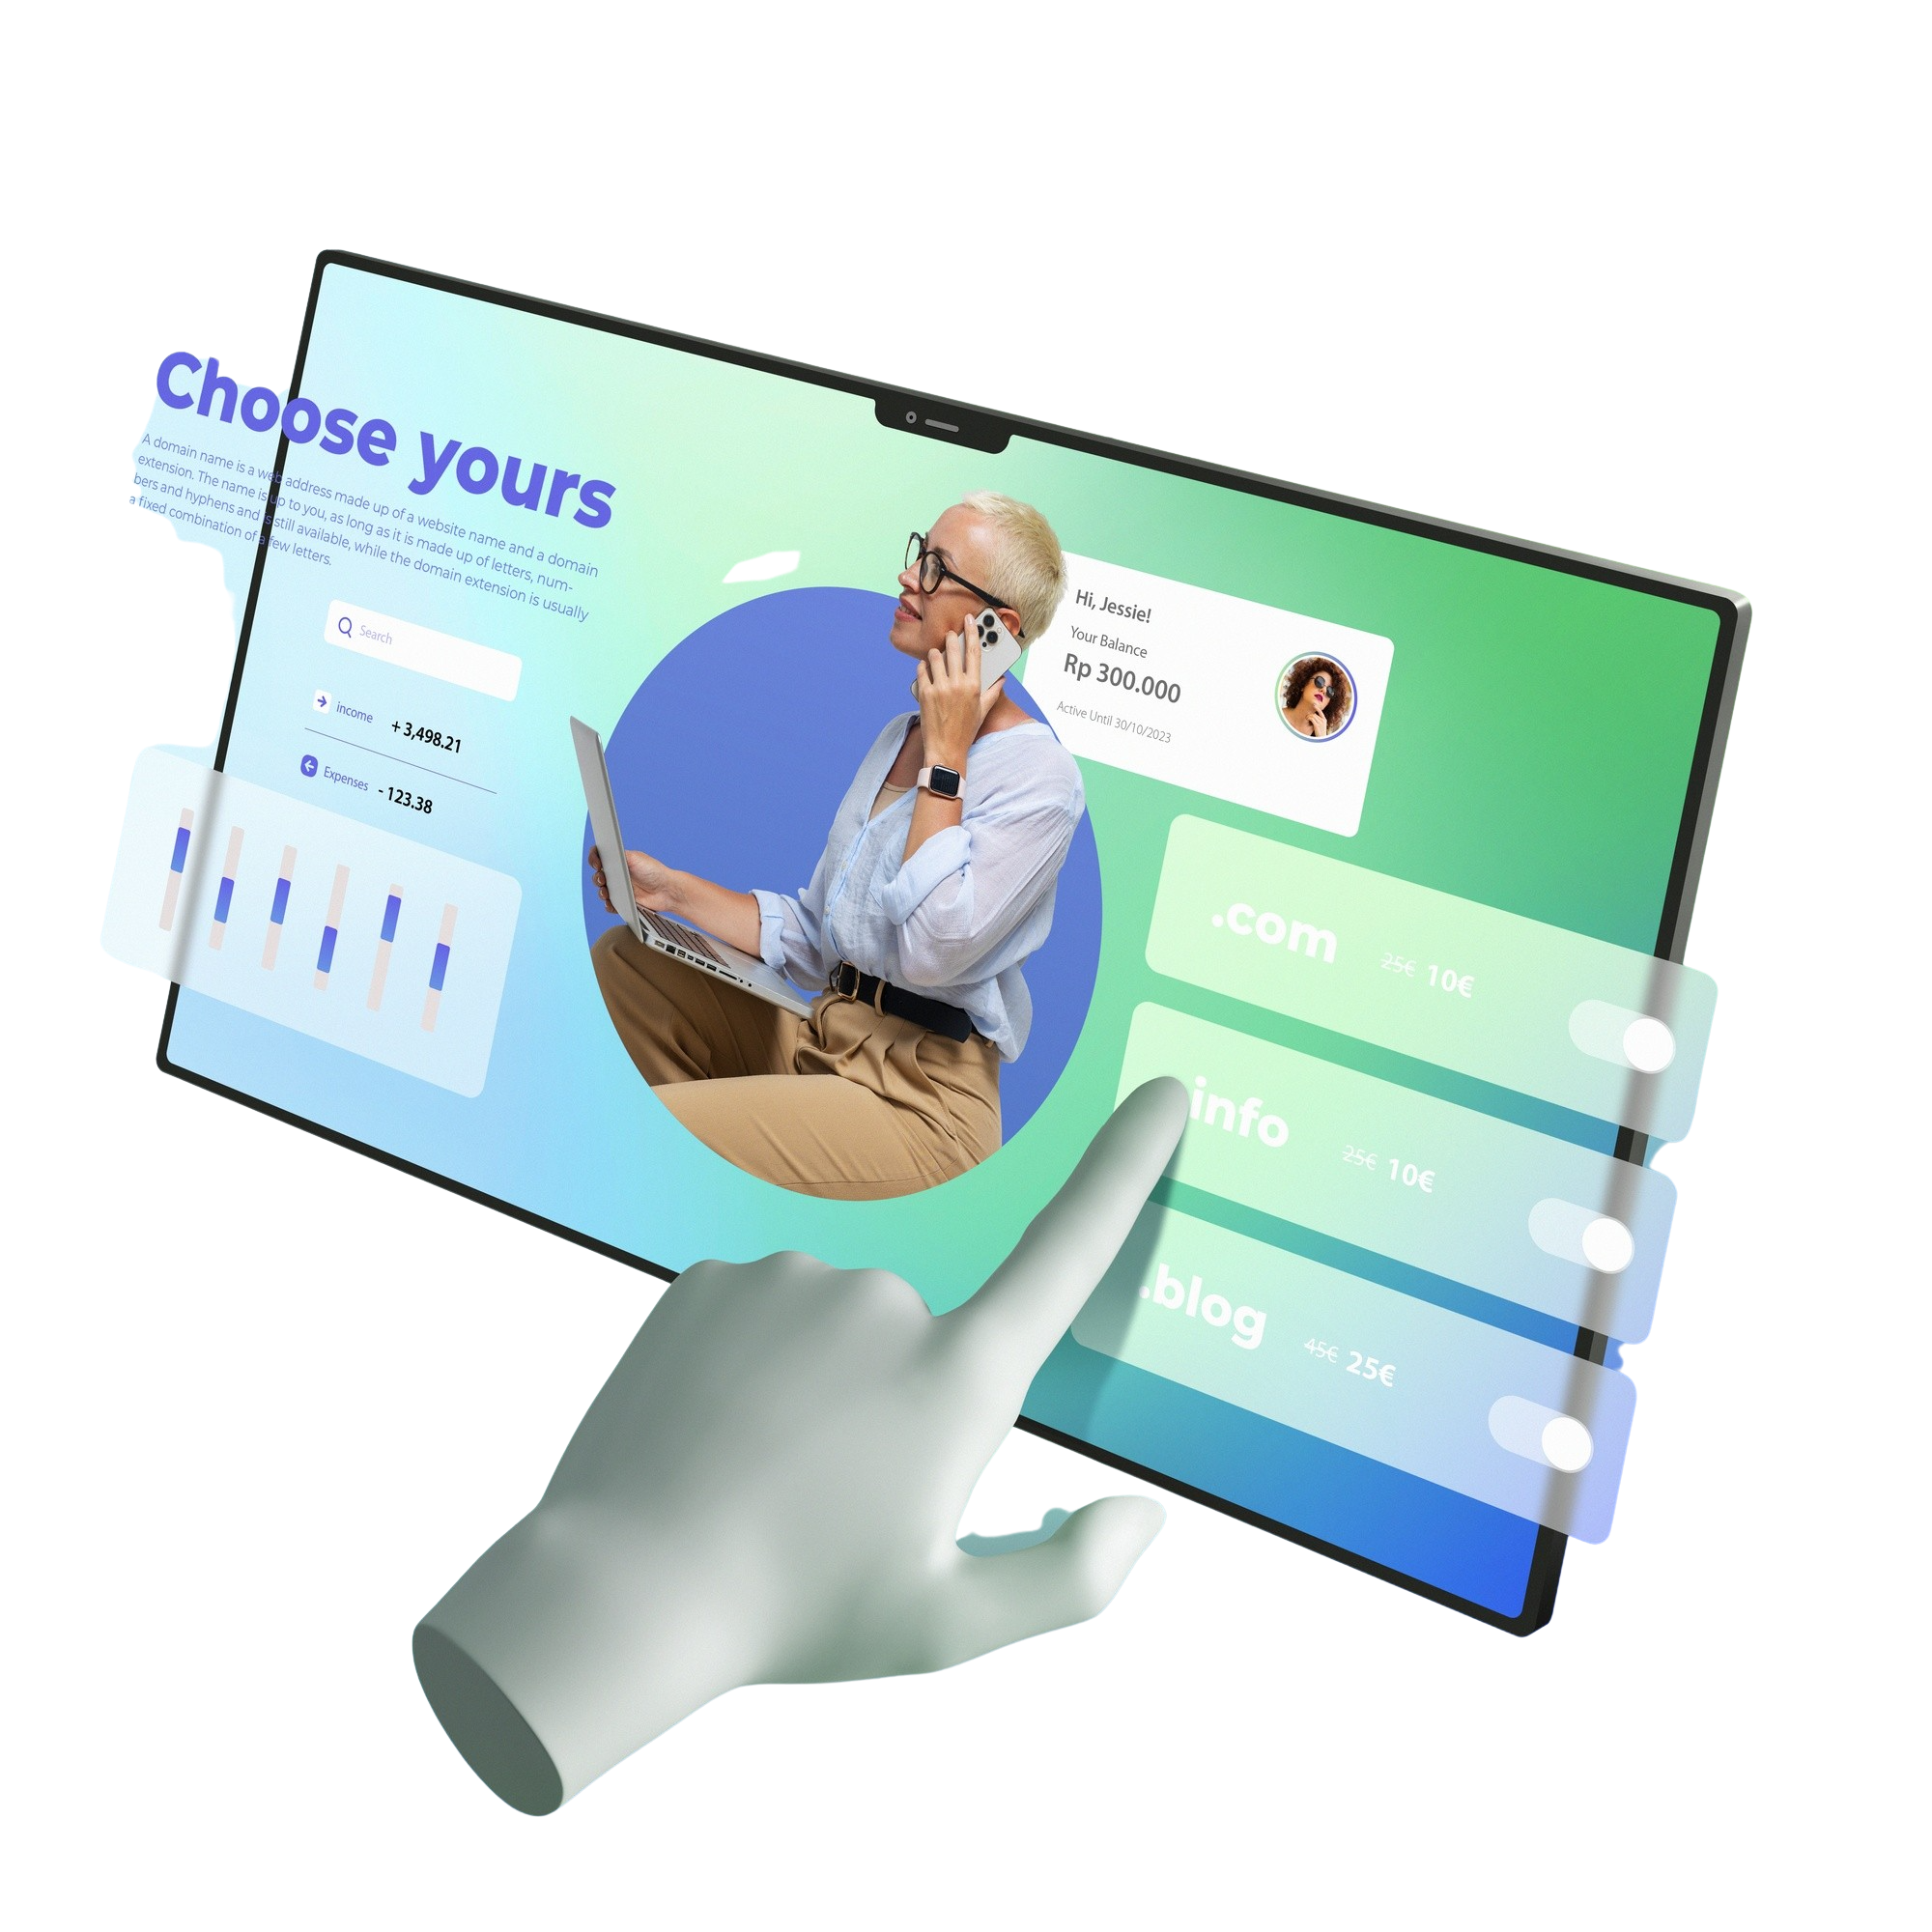 Choose yours
A domain name is a web address made up of a website name and a domain
extension. The name is up to you, as long as it is made up of letters, num-
bers and hyphens and is still available, while the domain extension is usually
a fixed combination of a few letters.
Search
income + 3,498.21
Expenses - 123.38
Hi, Jessie!
Your Balance
Rp 300.000
Active Until 30/10/2023
.com 25€ 10€
info 25€ 10€
.blog 45€ 25€